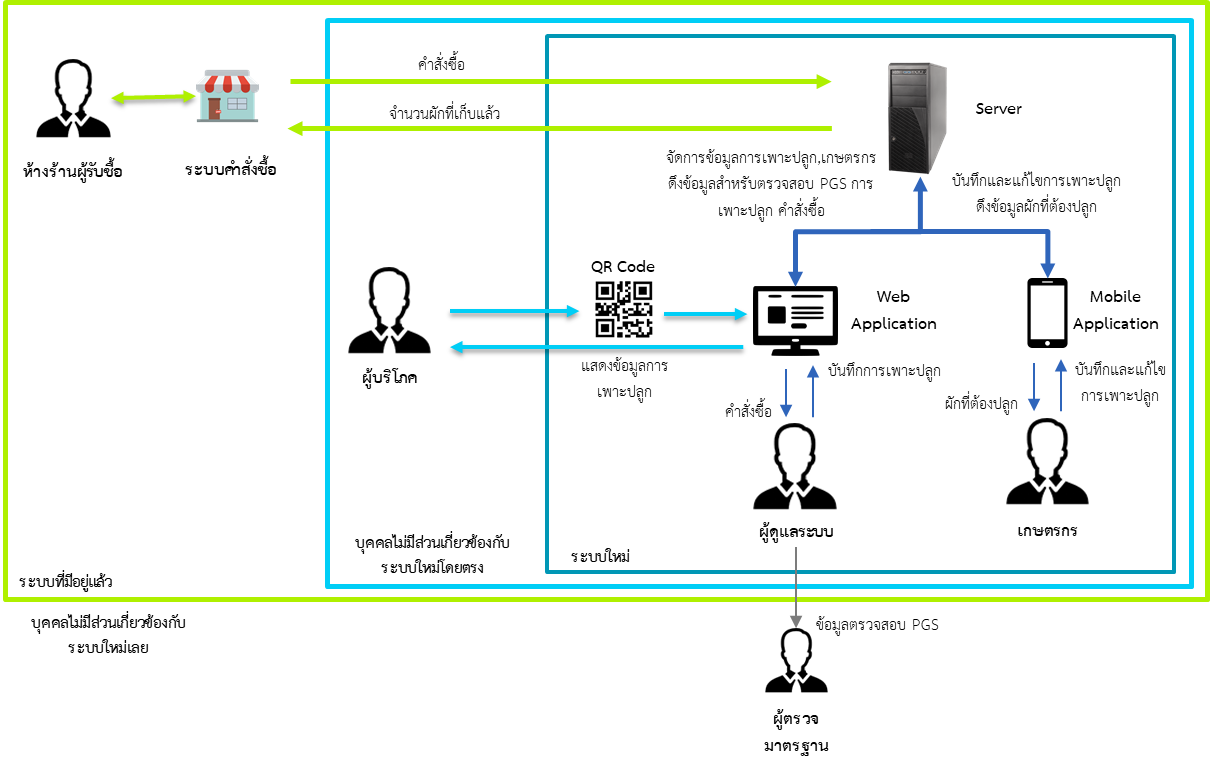 คำสั่งซื้อ
จำนวนผักที่เก็บแล้ว
Server
ห้างร้านผู้รับซื้อ
ระบบคำสั่งซื้อ
จัดการข้อมูลการเพาะปลูก,เกษตรกร
ดึงข้อมูลสำหรับตรวจสอบ PGS การ
เพาะปลูก คำสั่งซื้อ
บันทึกและแก้ไขการเพาะปลูก
ดึงข้อมูลผักที่ต้องปลูก
QR Code
Web
Application
Mobile
Application
แสดงข้อมูลการ
เพาะปลูก
ผู้บริโภค
บันทึกการเพาะปลูก
คำสั่งซื้อ
ผักที่ต้องปลูก
บันทึกและแก้ไข
การเพาะปลูก
ผู้ดูแลระบบ
เกษตรกร
บุคคลไม่มีส่วนเกี่ยวข้องกับ
ระบบใหม่โดยตรง
ระบบใหม่
ระบบที่มีอยู่แล้ว
บุคคลไม่มีส่วนเกี่ยวข้องกับ
ระบบใหม่เลย
ข้อมูลตรวจสอบ PGS
ผู้ตรวจ
มาตรฐาน